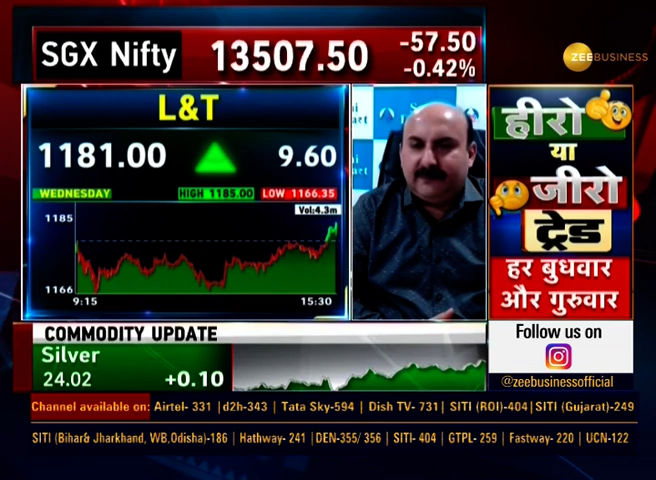 SGX Nifty 13507.50 -57.50
-0.42%
ZEE BUSINESS
L&T
1181.00 9.60
WEDNESDAY HIGH 1185.00 LOW 1166.35
Vol:4.3m
1185
1166
9:15 15:30
हीरो
या
जीरो
ट्रेड
हर बुधवार
और गुरुवार
COMMODITY UPDATE
Silver
24.02 +0.10
Follow us on
@zeebusinessofficial
Channel available on: Airtel- 331 | d2h-343 | Tata Sky-594 | Dish TV- 731 | SITI (ROI)-404 | SITI (Gujarat)-249
SITI (Bihar& Jharkhand, WB,Odisha)-186 | Hathway- 241 | DEN-355/ 356 | SITI- 404 | GTPL- 259 | Fastway- 220 | UCN-122